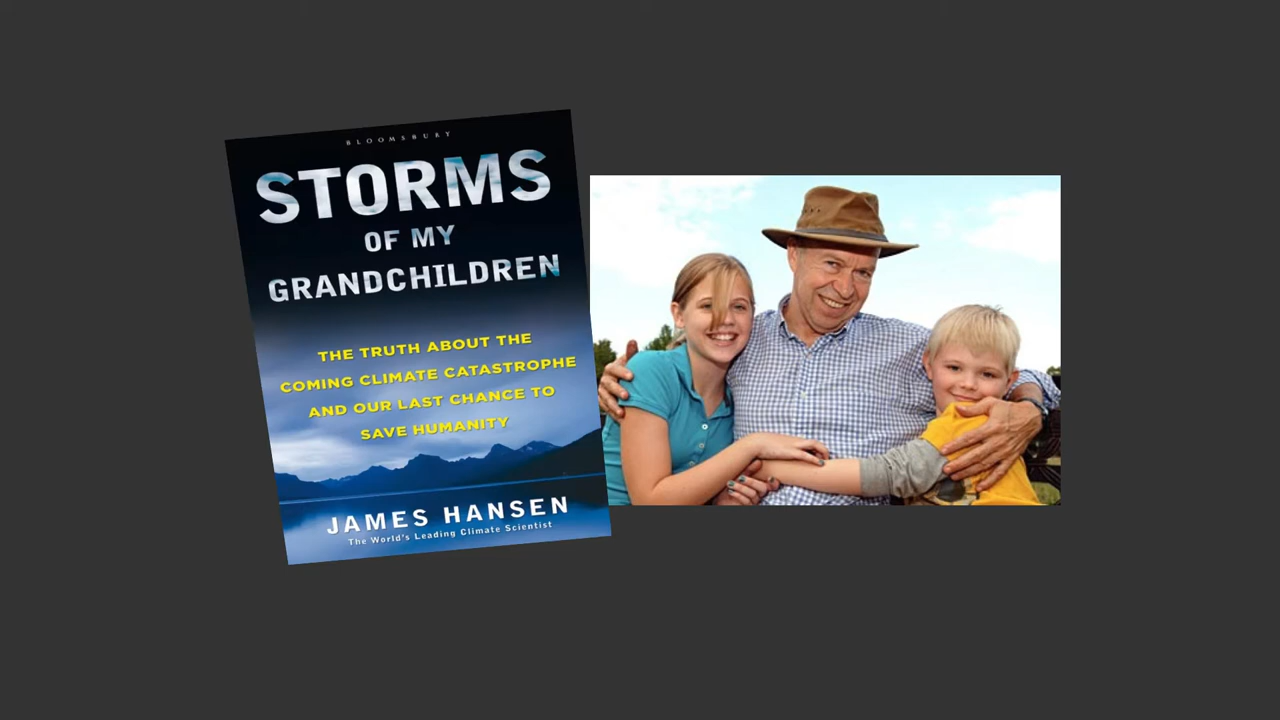 BLOOMSBURY
STORMS
OF MY
GRANDCHILDREN
THE TRUTH ABOUT THE
COMING CLIMATE CATASTROPHE
AND OUR LAST CHANCE TO
SAVE HUMANITY
JAMES HANSEN
The World's Leading Climate Scientist